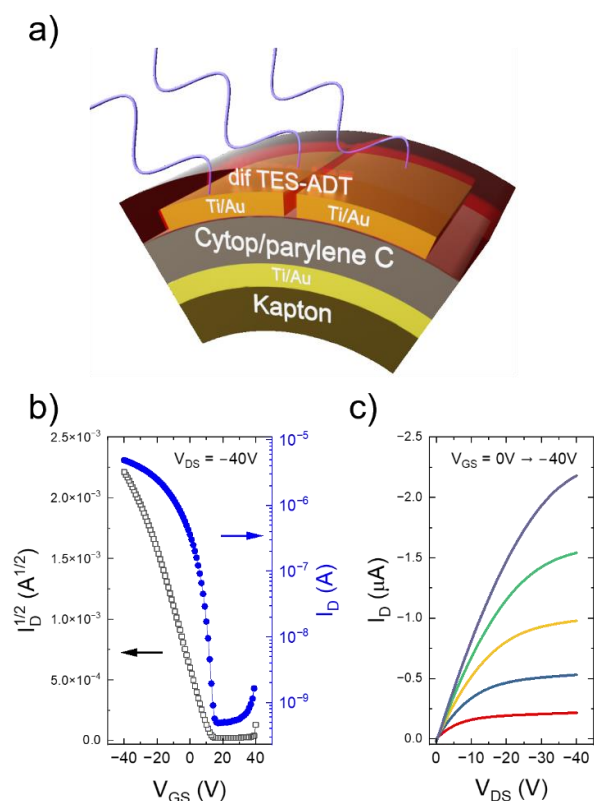 a)
dif TES-ADT
Ti/Au
Ti/Au
Cytop/parylene C
Ti/Au
Kapton
b)
2.5×10⁻³
2.0×10⁻³
1.5×10⁻³
1.0×10⁻³
5.0×10⁻⁴
0.0
I_D^1/2 (A^1/2)
V_DS = −40V
10⁻⁵
10⁻⁶
10⁻⁷
10⁻⁸
10⁻⁹
I_D (A)
−40 −20 0 20 40
V_GS (V)
c)
−2.5
−2.0
−1.5
−1.0
−0.5
0.0
I_D (μA)
V_GS = 0V → −40V
0 −10 −20 −30 −40
V_DS (V)